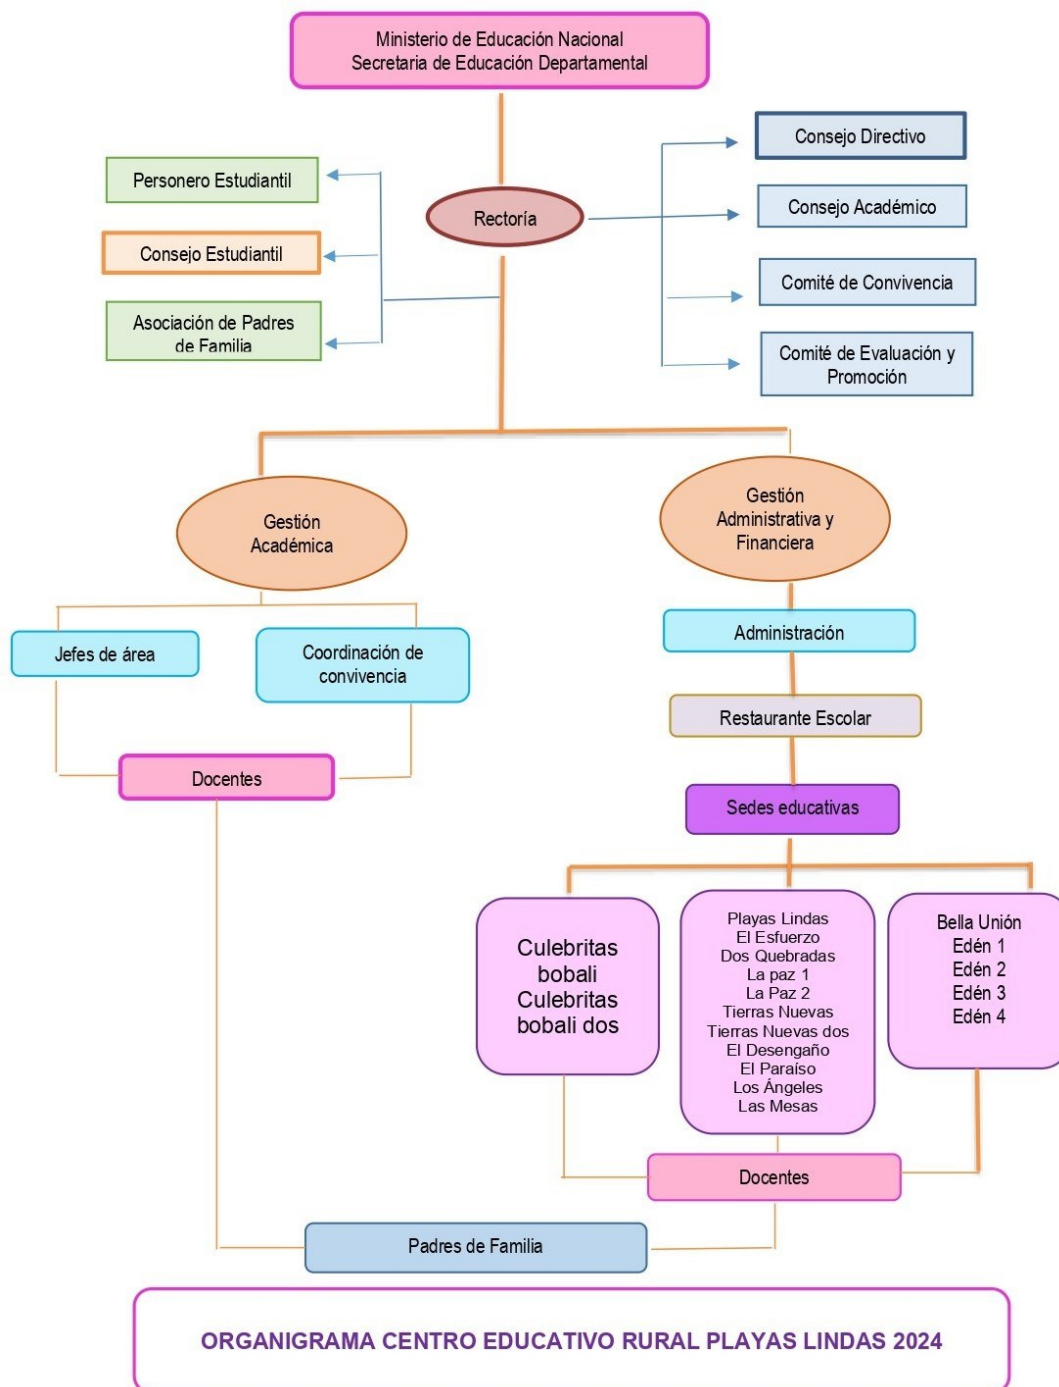 Ministerio de Educación Nacional
Secretaria de Educación Departamental
Personero Estudiantil
Consejo Estudiantil
Asociación de Padres
de Familia
Rectoría
Consejo Directivo
Consejo Académico
Comité de Convivencia
Comité de Evaluación y
Promoción
Gestión
Académica
Gestión
Administrativa y
Financiera
Jefes de área
Coordinación de
convivencia
Docentes
Administración
Restaurante Escolar
Sedes educativas
Culebritas
bobali
Culebritas
bobali dos
Playas Lindas
El Esfuerzo
Dos Quebradas
La paz 1
La Paz 2
Tierras Nuevas
Tierras Nuevas dos
El Desengaño
El Paraíso
Los Ángeles
Las Mesas
Bella Unión
Edén 1
Edén 2
Edén 3
Edén 4
Docentes
Padres de Familia
ORGANIGRAMA CENTRO EDUCATIVO RURAL PLAYAS LINDAS 2024